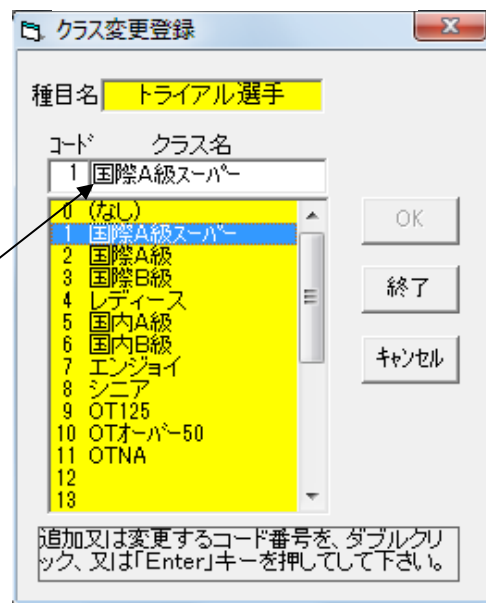 クラス変更登録
種目名 トライアル選手
コード クラス名
1 国際A級スーパー
0 (なし)
1 国際A級スーパー
2 国際A級
3 国際B級
4 レディース
5 国内A級
6 国内B級
7 エンジョイ
8 シニア
9 OT125
10 OTオーバー50
11 OTNA
12
13
OK
終了
キャンセル
追加又は変更するコード番号を、ダブルクリ
ック、又は「Enter」キーを押してして下さい。